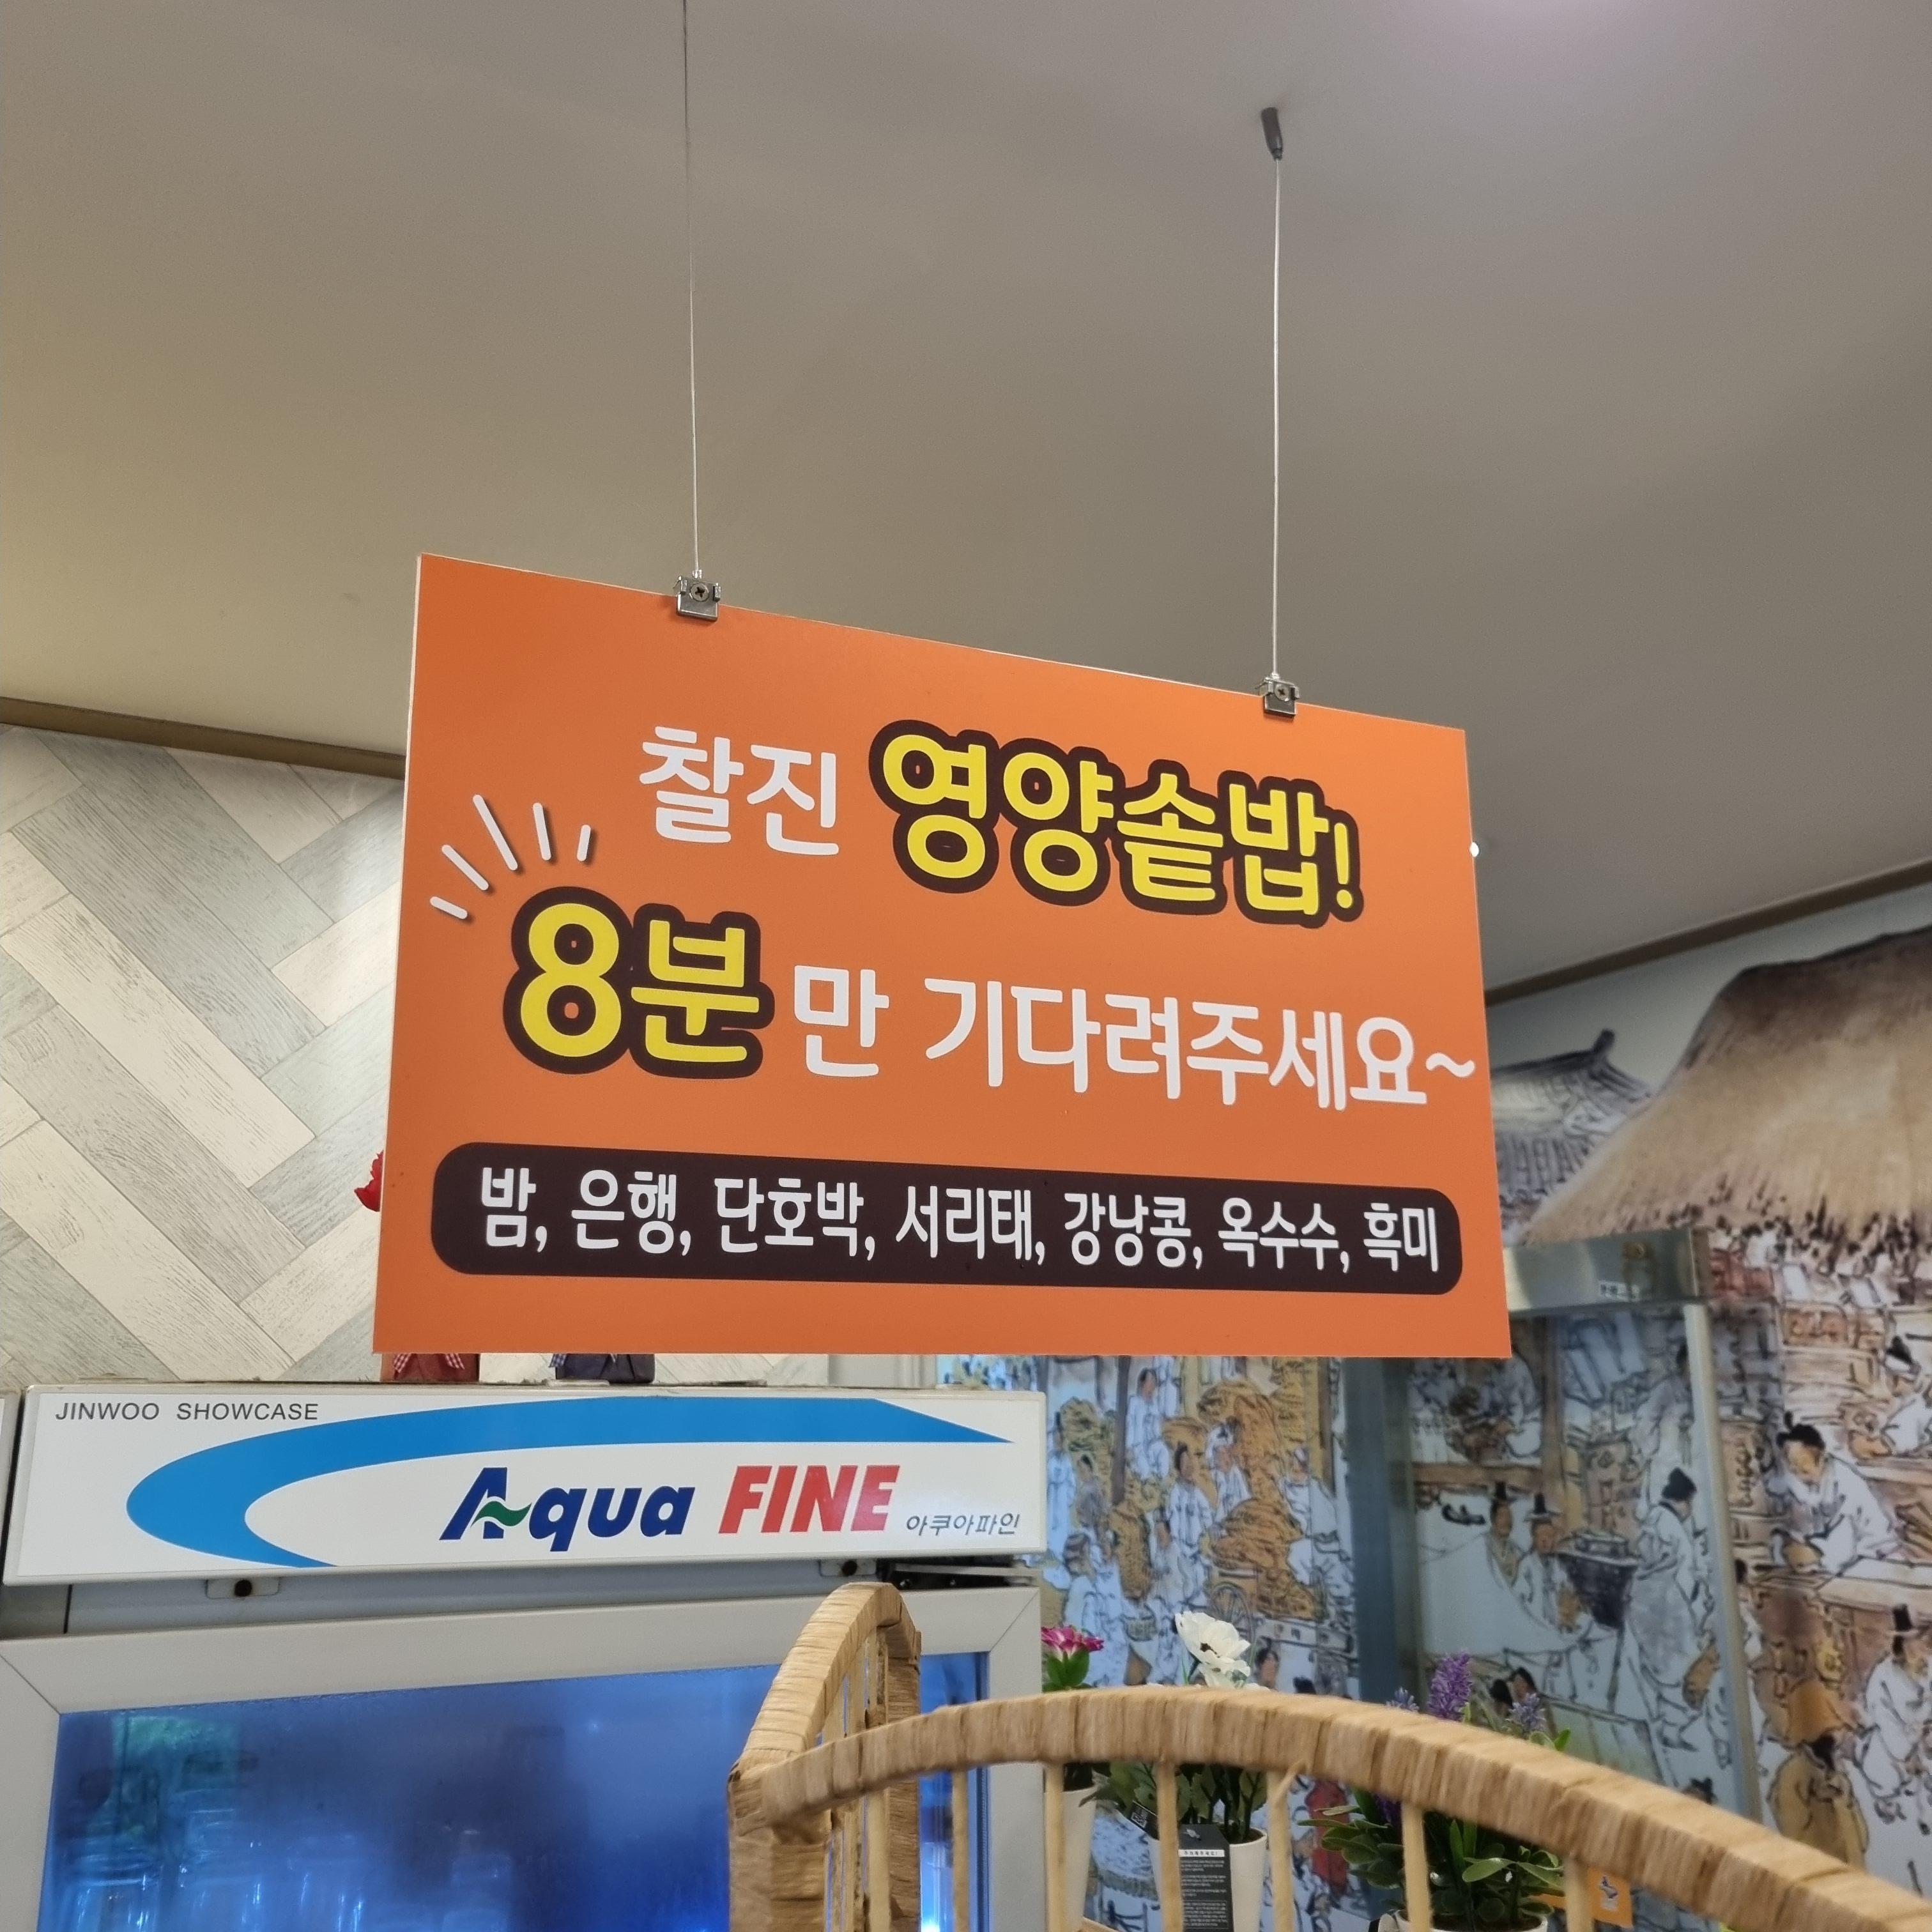 찰진 영양솥밥!
8분만 기다려주세요~
밤, 은행, 단호박, 서리태, 강낭콩, 옥수수, 흑미
JINWOO SHOWCASE
Aqua FINE 아쿠아파인